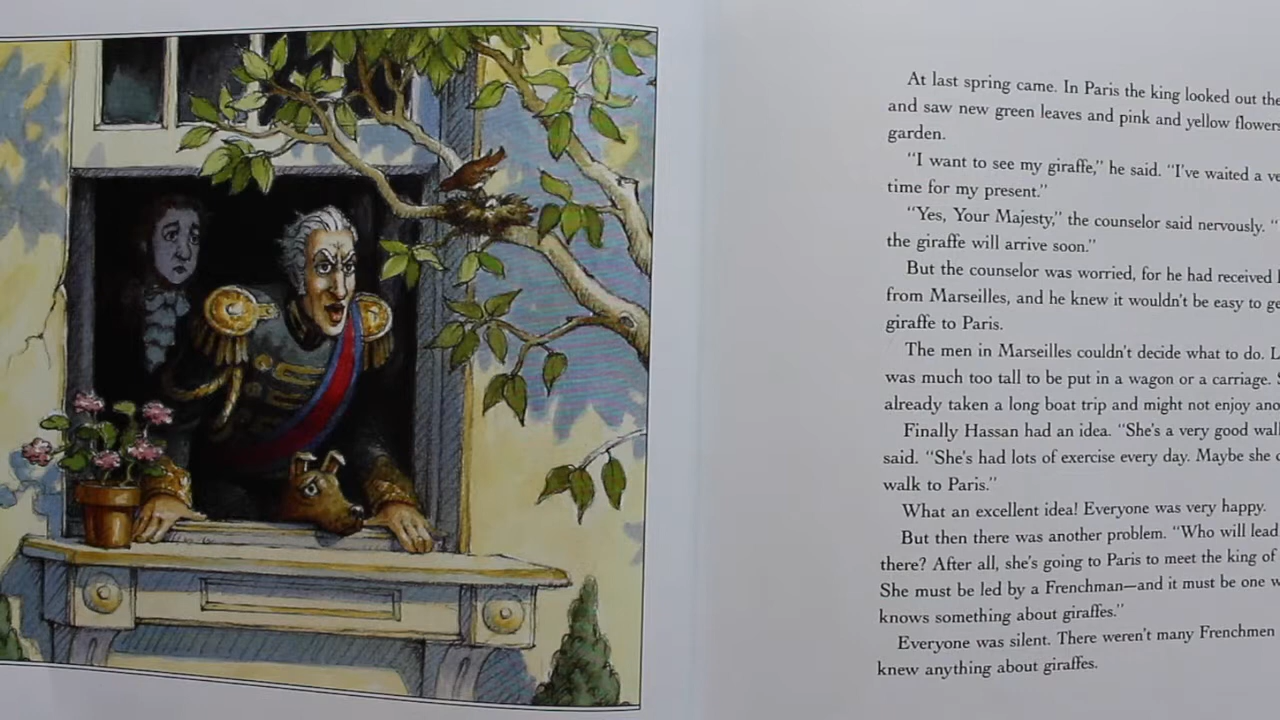 At last spring came. In Paris the king looked out the
and saw new green leaves and pink and yellow flowers
garden.
"I want to see my giraffe," he said. "I've waited a
time for my present."
"Yes, Your Majesty," the counselor said nervously. "
the giraffe will arrive soon."
But the counselor was worried, for he had received
from Marseilles, and he knew it wouldn't be easy to
giraffe to Paris.
The men in Marseilles couldn't decide what to do.
was much too tall to be put in a wagon or a carriage.
already taken a long boat trip and might not enjoy
Finally Hassan had an idea. "She's a very good
said. "She's had lots of exercise every day. Maybe she
walk to Paris."
What an excellent idea! Everyone was very happy.
But then there was another problem. "Who will lead
there? After all, she's going to Paris to meet the king of
She must be led by a Frenchman—and it must be one
knows something about giraffes."
Everyone was silent. There weren't many Frenchmen
knew anything about giraffes.